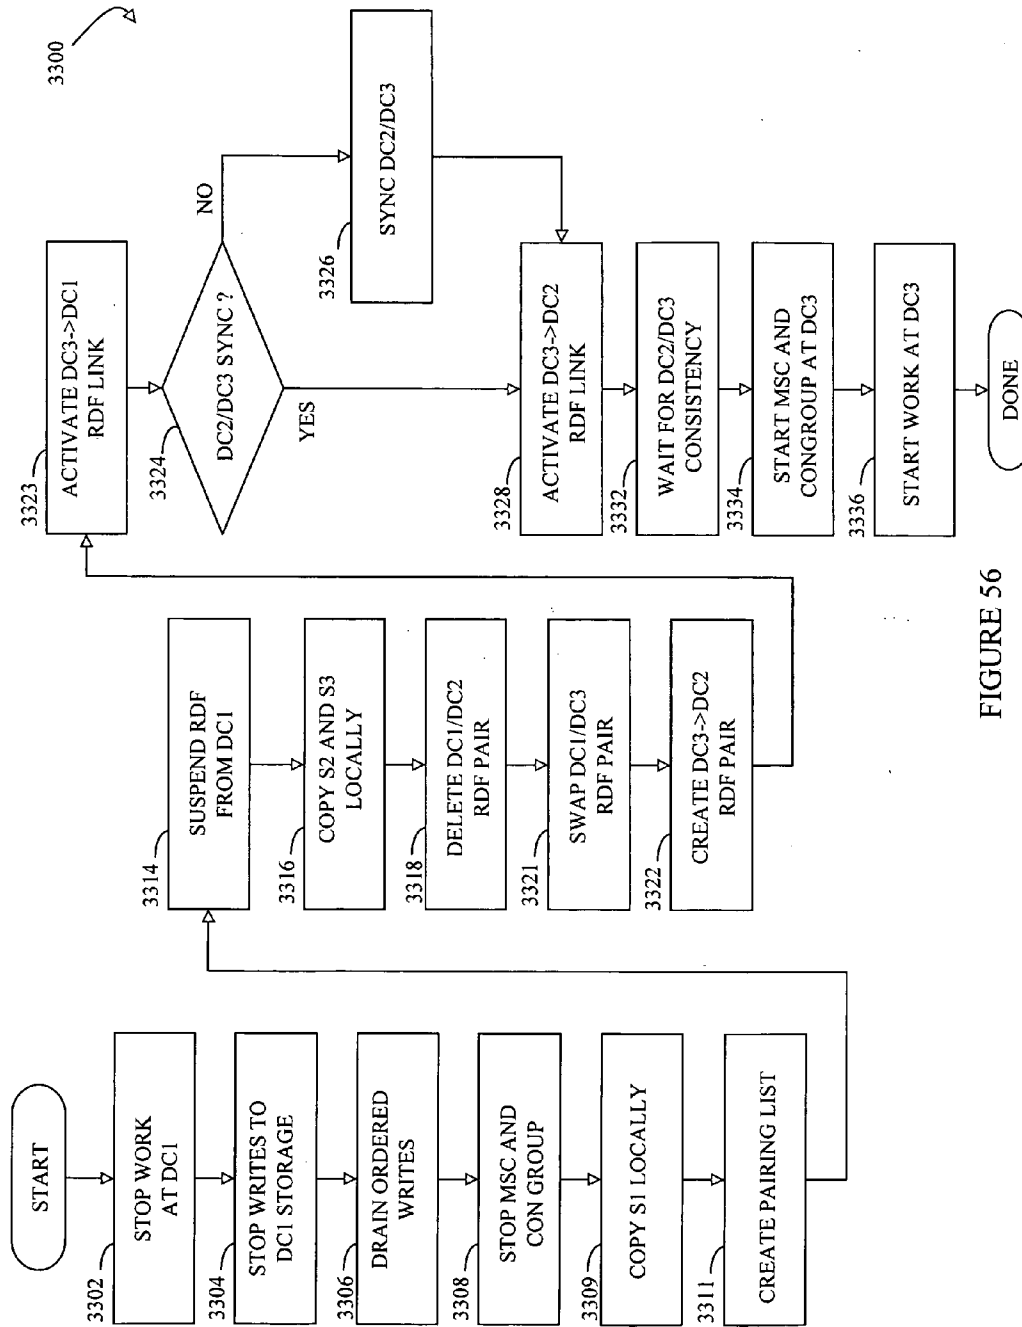 3300
START
3302
STOP WORK
AT DC1
3304
STOP WRITES TO
DC1 STORAGE
3306
DRAIN ORDERED
WRITES
3308
STOP MSC AND
CON GROUP
3309
COPY S1 LOCALLY
3311
CREATE PAIRING LIST
3314
SUSPEND RDF
FROM DC1
3316
COPY S2 AND S3
LOCALLY
3318
DELETE DC1/DC2
RDF PAIR
3321
SWAP DC1/DC3
RDF PAIR
3322
CREATE DC3->DC2
RDF PAIR
3323
ACTIVATE DC3->DC1
RDF LINK
3324
DC2/DC3 SYNC ?
NO
YES
3326
SYNC DC2/DC3
3328
ACTIVATE DC3->DC2
RDF LINK
3332
WAIT FOR DC2/DC3
CONSISTENCY
3334
START MSC AND
CONGROUP AT DC3
3336
START WORK AT DC3
DONE
FIGURE 56